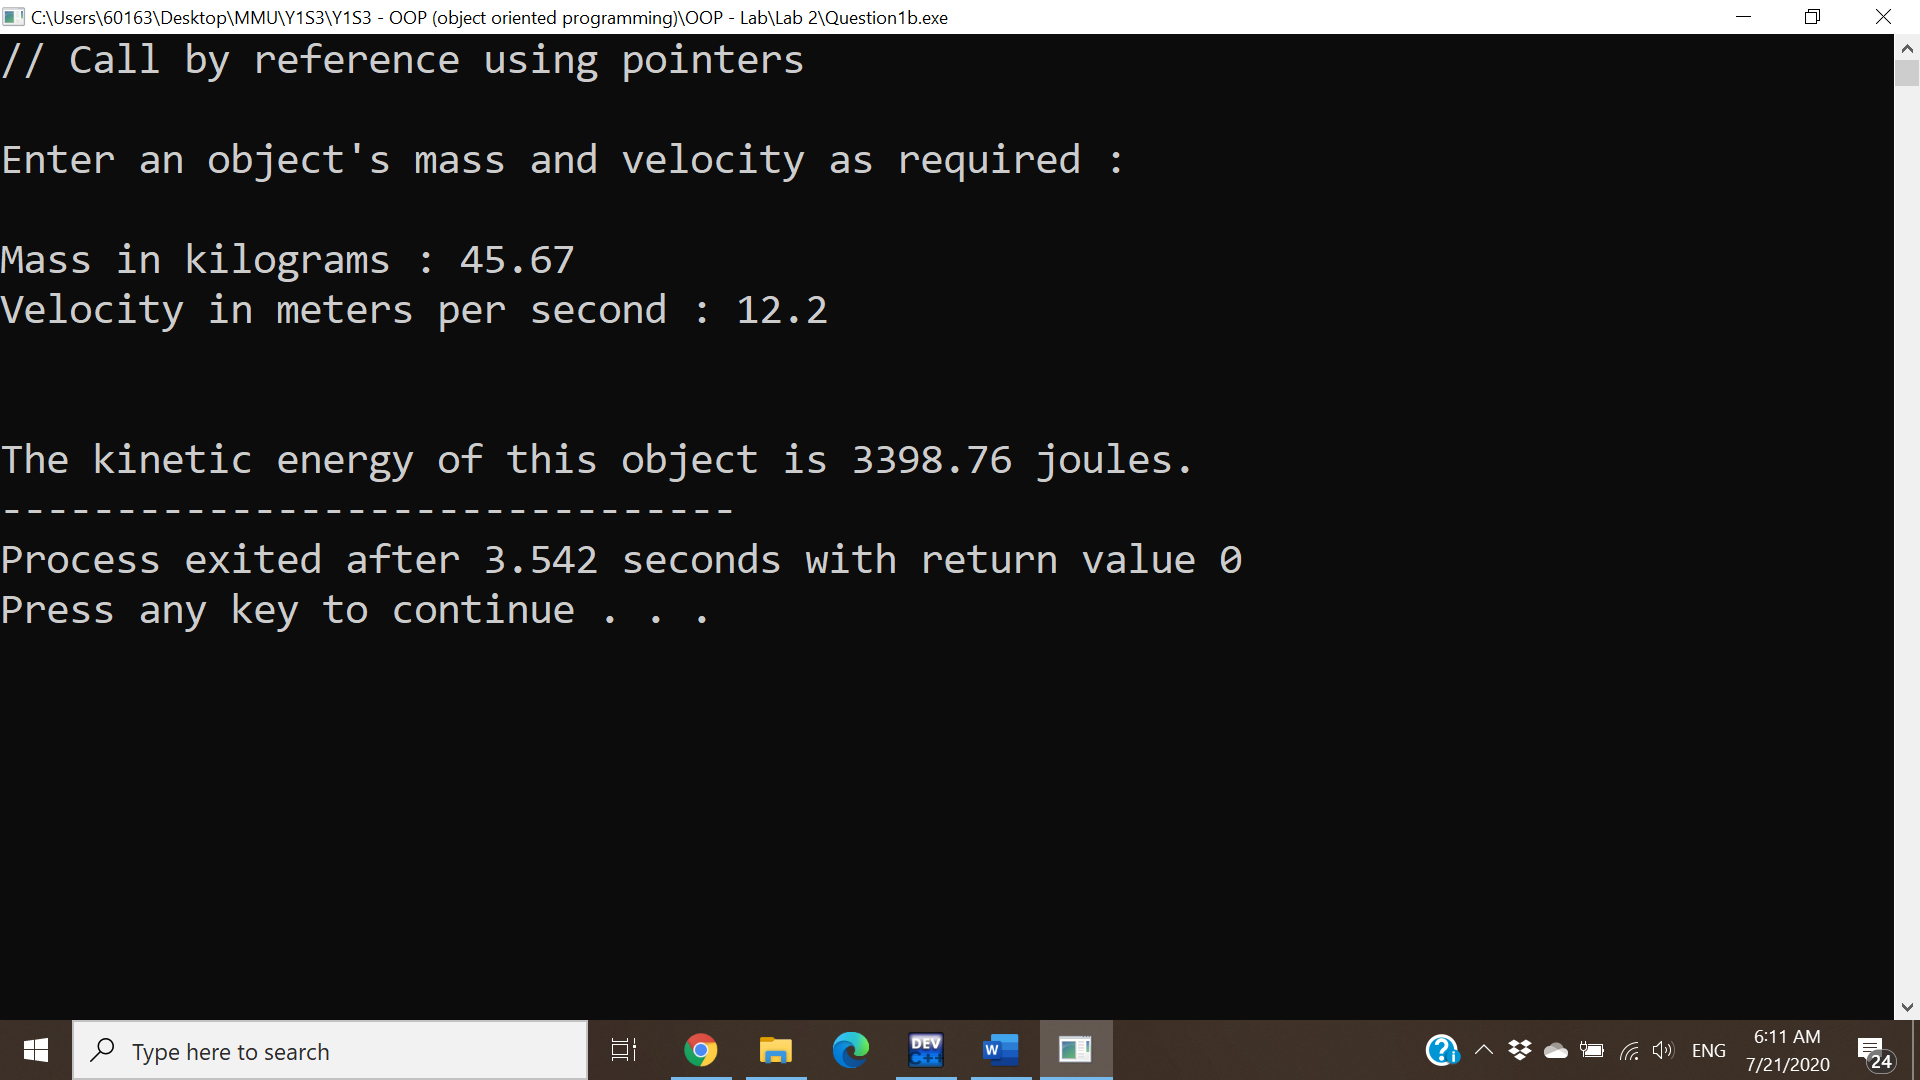 C:\Users\60163\Desktop\MMU\Y1S3\Y1S3 - OOP (object oriented programming)\OOP - Lab\Lab 2\Question1b.exe
// Call by reference using pointers
Enter an object's mass and velocity as required :
Mass in kilograms : 45.67
Velocity in meters per second : 12.2
The kinetic energy of this object is 3398.76 joules.
--------------------------------
Process exited after 3.542 seconds with return value 0
Press any key to continue . . .
Type here to search
DEV
C++
W
ENG
6:11 AM
7/21/2020
24